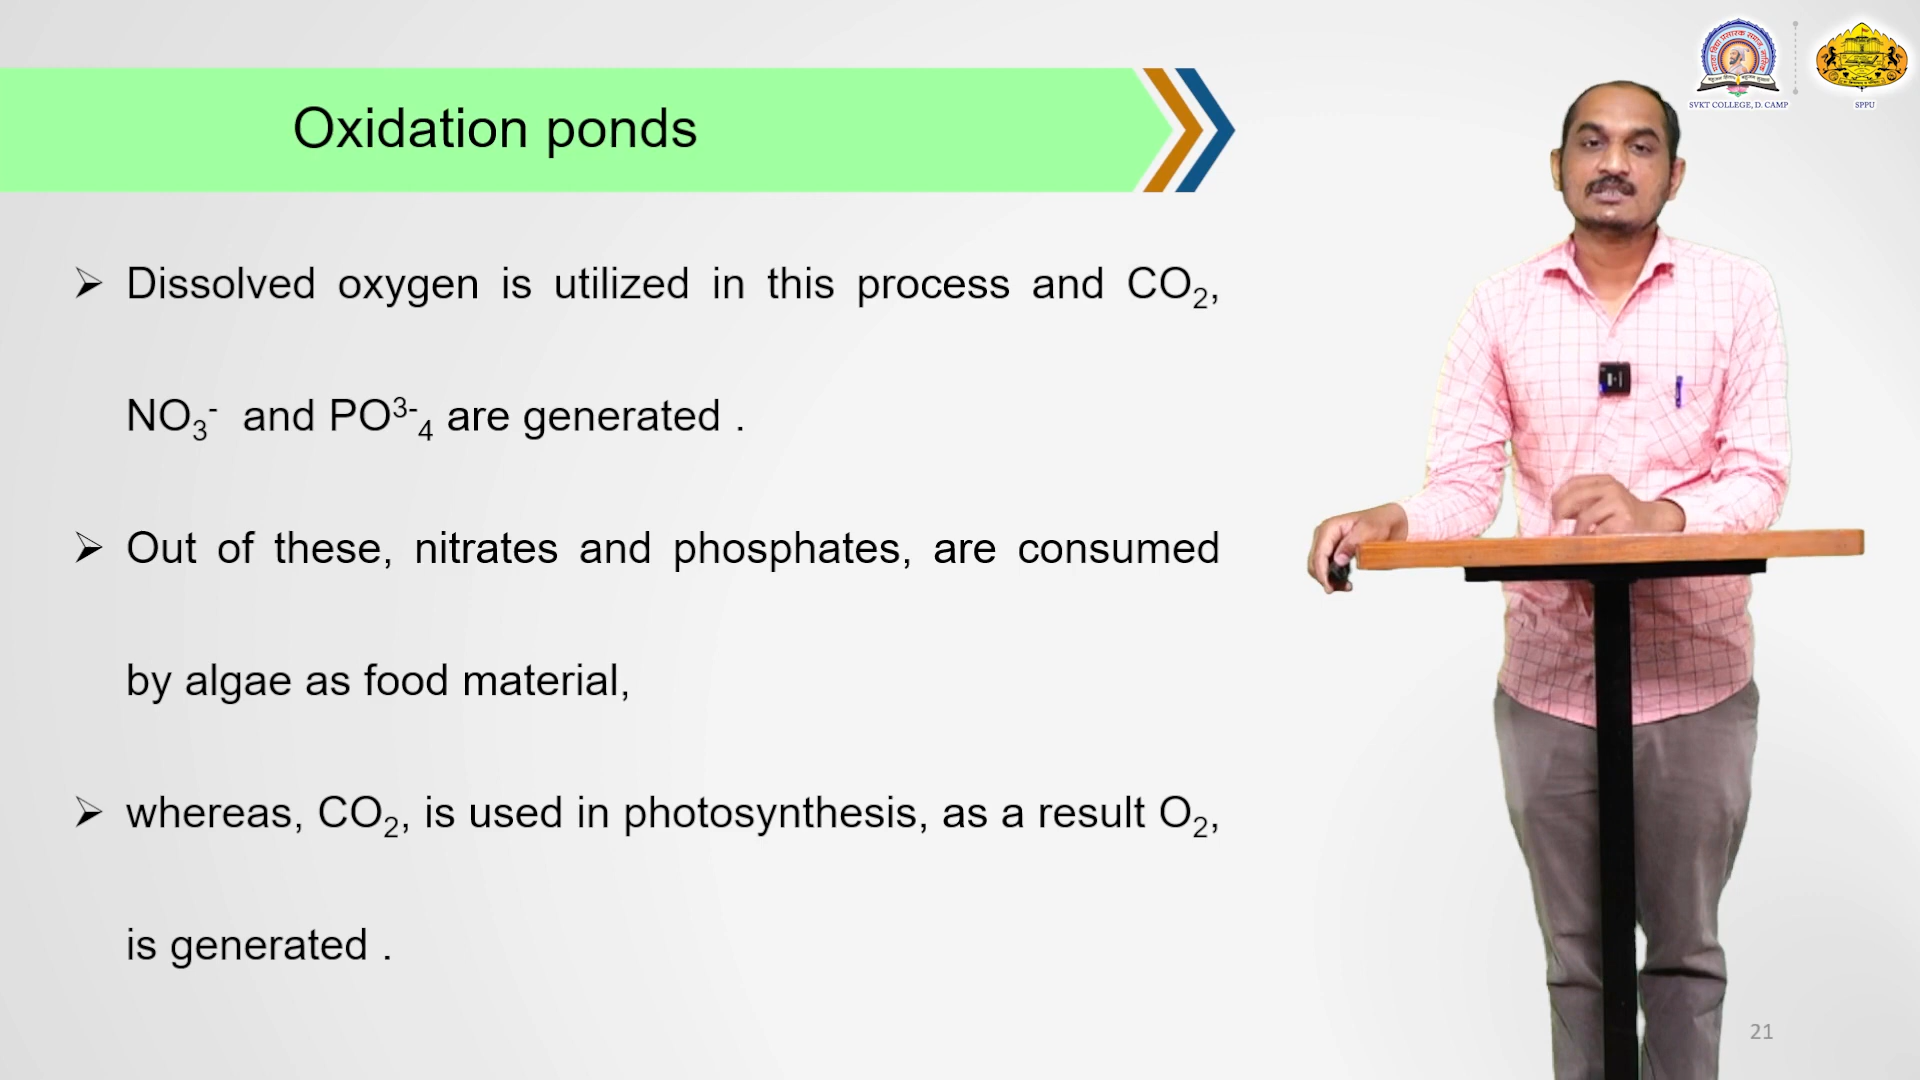 SVKT COLLEGE, D. CAMP
SPPU
Oxidation ponds
➢ Dissolved oxygen is utilized in this process and CO₂,
NO₃⁻ and PO³⁻₄ are generated .
➢ Out of these, nitrates and phosphates, are consumed
by algae as food material,
➢ whereas, CO₂, is used in photosynthesis, as a result O₂,
is generated .
21